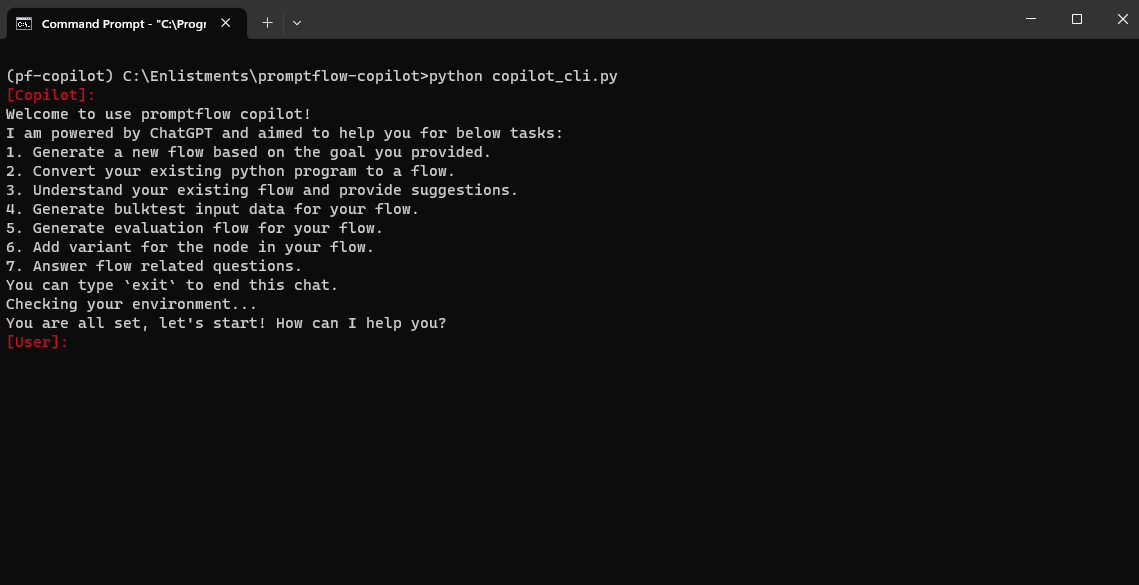 Command Prompt - "C:\Progr
(pf-copilot) C:\Enlistments\promptflow-copilot>python copilot_cli.py
[Copilot]:
Welcome to use promptflow copilot!
I am powered by ChatGPT and aimed to help you for below tasks:
1. Generate a new flow based on the goal you provided.
2. Convert your existing python program to a flow.
3. Understand your existing flow and provide suggestions.
4. Generate bulktest input data for your flow.
5. Generate evaluation flow for your flow.
6. Add variant for the node in your flow.
7. Answer flow related questions.
You can type `exit` to end this chat.
Checking your environment...
You are all set, let's start! How can I help you?
[User]: